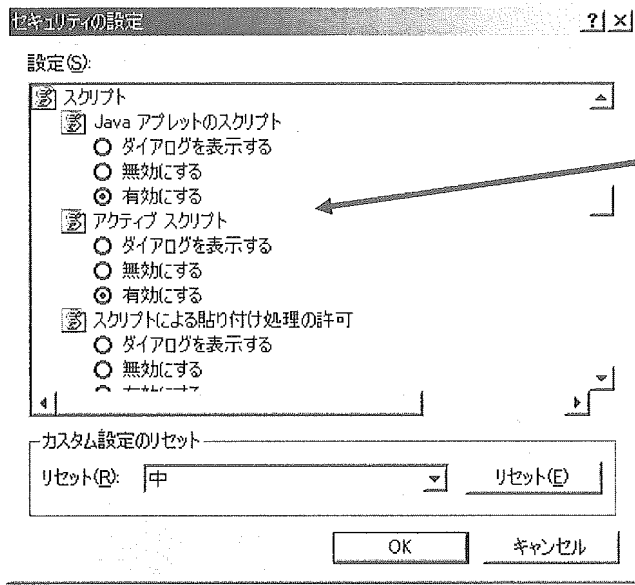 セキュリティの設定
設定(S):
スクリプト
Java アプレットのスクリプト
ダイアログを表示する
無効にする
有効にする
アクティブ スクリプト
ダイアログを表示する
無効にする
有効にする
スクリプトによる貼り付け処理の許可
ダイアログを表示する
無効にする
カスタム設定のリセット
リセット(R): 中 リセット(E)
OK キャンセル